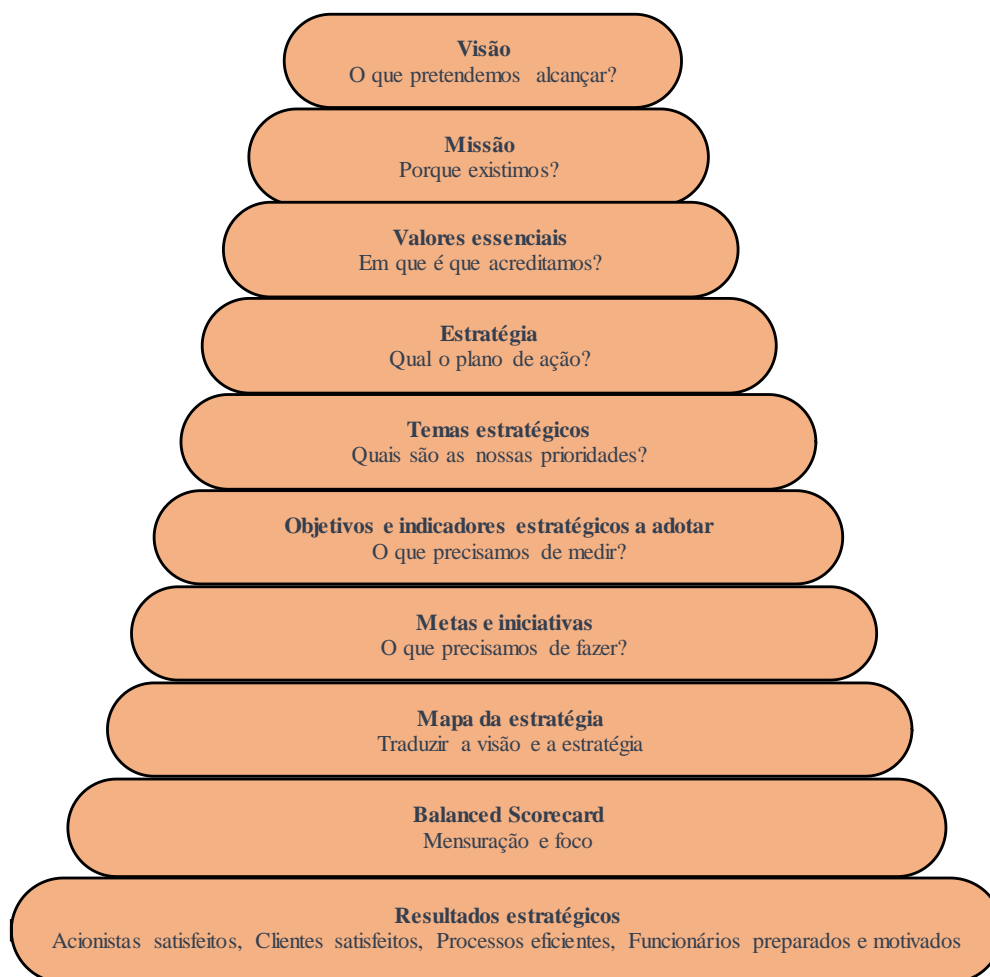 Visão
O que pretendemos alcançar?
Missão
Porque existimos?
Valores essenciais
Em que é que acreditamos?
Estratégia
Qual o plano de ação?
Temas estratégicos
Quais são as nossas prioridades?
Objetivos e indicadores estratégicos a adotar
O que precisamos de medir?
Metas e iniciativas
O que precisamos de fazer?
Mapa da estratégia
Traduzir a visão e a estratégia
Balanced Scorecard
Mensuração e foco
Resultados estratégicos
Acionistas satisfeitos, Clientes satisfeitos, Processos eficientes, Funcionários preparados e motivados